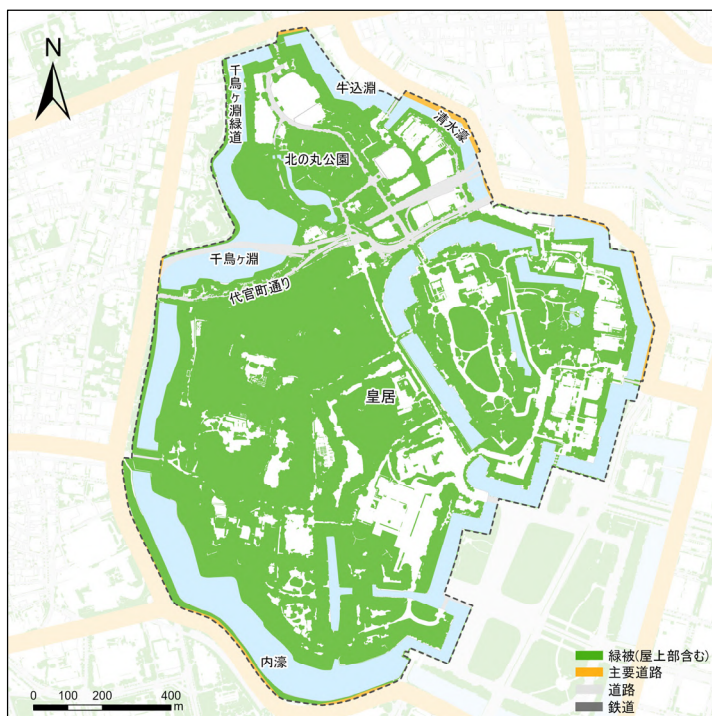 N
千鳥ヶ淵緑道
牛込淵
清水濠
北の丸公園
千鳥ヶ淵
代官町通り
皇居
内濠
緑被(屋上部含む)
主要道路
道路
鉄道
0 100 200 400
m